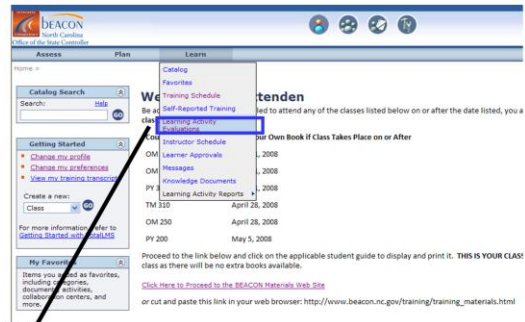 BEACON
North Carolina
Office of the State Controller
Assess Plan Learn
Home >
Catalog Search
Search: Help
GO
Getting Started
Change my profile
Change my preferences
View my training transcript
Create a new:
Class GO
For more information refer to
Getting Started with
My Favorites
Items you added as favorites,
including categories,
documents, activities,
collaboration centers, and
more.
Catalog
Favorites
Training Schedule
Self-Reported Training
Learning Activity
Evaluations
Instructor Schedule
Learner Approvals
Messages
Knowledge Documents
Learning Activity Reports
We ttenden
Be ad led to attend any of the classes listed below on or after the date listed, you a
class
Cou our Own Book if Class Takes Place on or After
OM , 2008
OM , 2008
PY 3 , 2008
TM 310 April 28, 2008
OM 250 April 28, 2008
PY 200 May 5, 2008
Proceed to the link below and click on the applicable student guide to display and print it. THIS IS YOUR CLAS
class as there will be no extra books available.
Click Here to Proceed to the BEACON Materials Web Site
or cut and paste this link in your web browser: http://www.beacon.nc.gov/training/training_materials.html